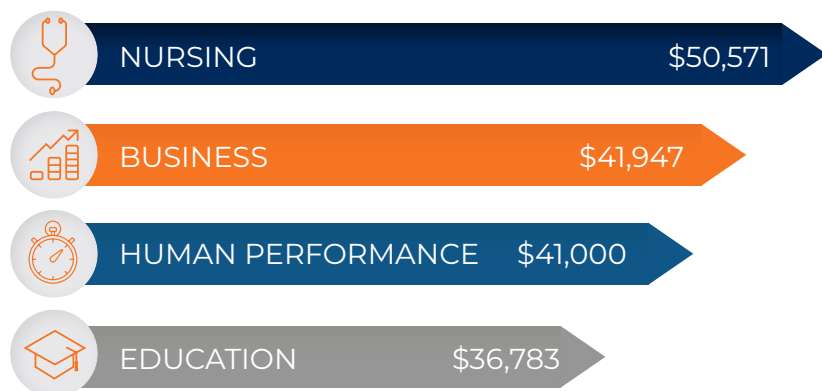 NURSING $50,571
BUSINESS $41,947
HUMAN PERFORMANCE $41,000
EDUCATION $36,783